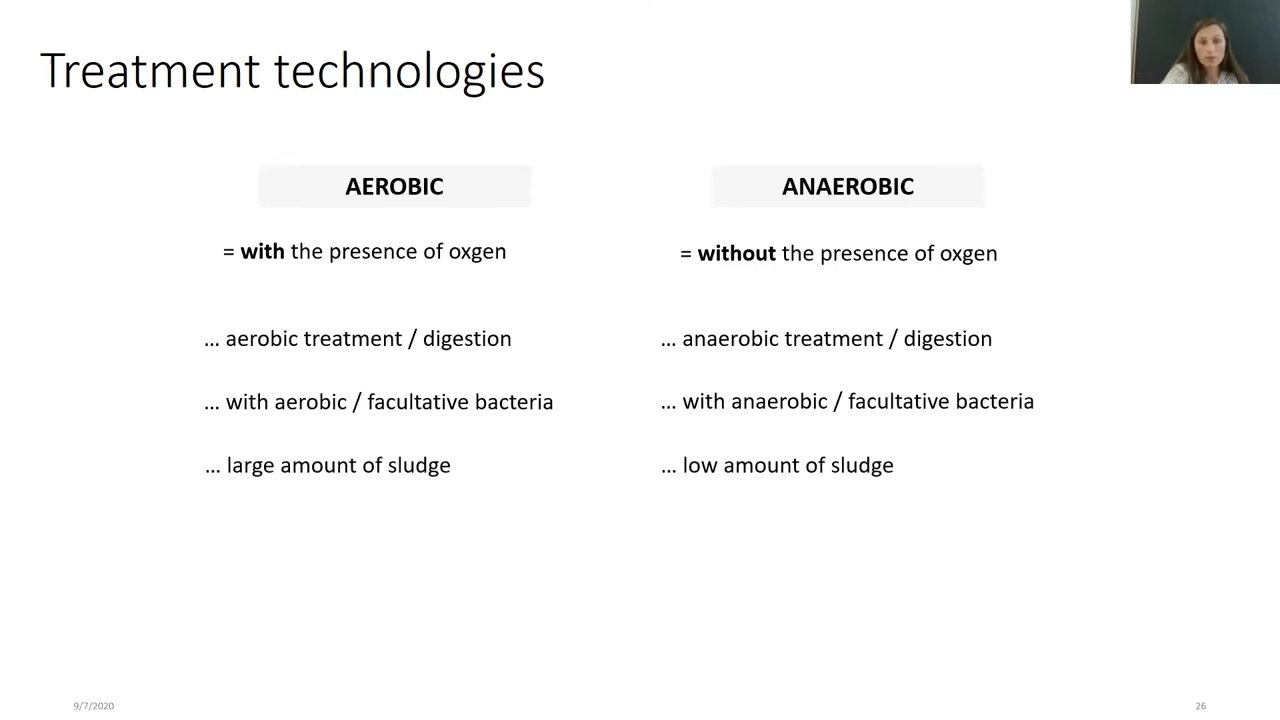 Treatment technologies
AEROBIC
= with the presence of oxgen
... aerobic treatment / digestion
... with aerobic / facultative bacteria
... large amount of sludge
ANAEROBIC
= without the presence of oxgen
... anaerobic treatment / digestion
... with anaerobic / facultative bacteria
... low amount of sludge
9/7/2020
26